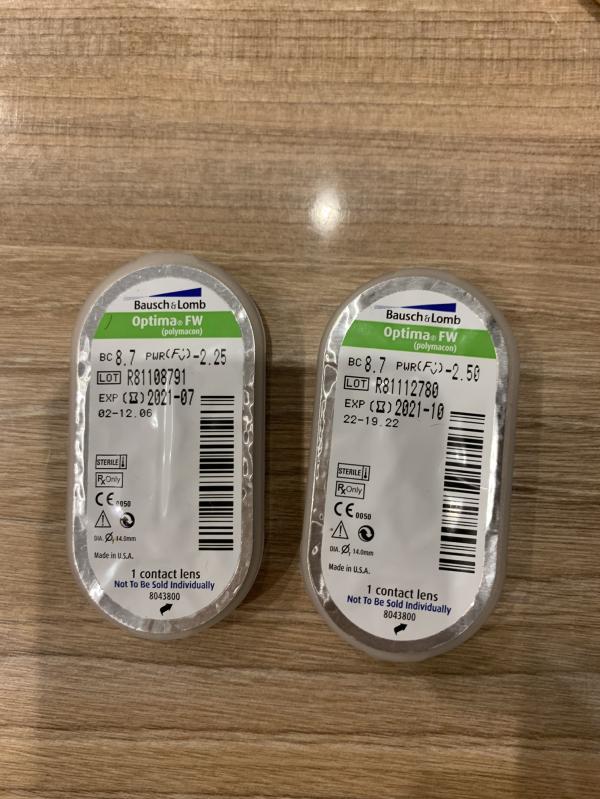 Bausch & Lomb
Optima® FW
(polymacon)
BC 8.7 PWR(F'v)-2.25
LOT R81108791
EXP 2021-07
02-12.06
STERILE
Rx Only
CE 0050
DIA. Ø 14.0mm
Made in U.S.A.
1 contact lens
Not To Be Sold Individually
8043800
Bausch & Lomb
Optima® FW
(polymacon)
BC 8.7 PWR(F'v)-2.50
LOT R81112780
EXP 2021-10
22-19.22
STERILE
Rx Only
CE 0050
DIA. Ø 14.0mm
Made in U.S.A.
1 contact lens
Not To Be Sold Individually
8043800